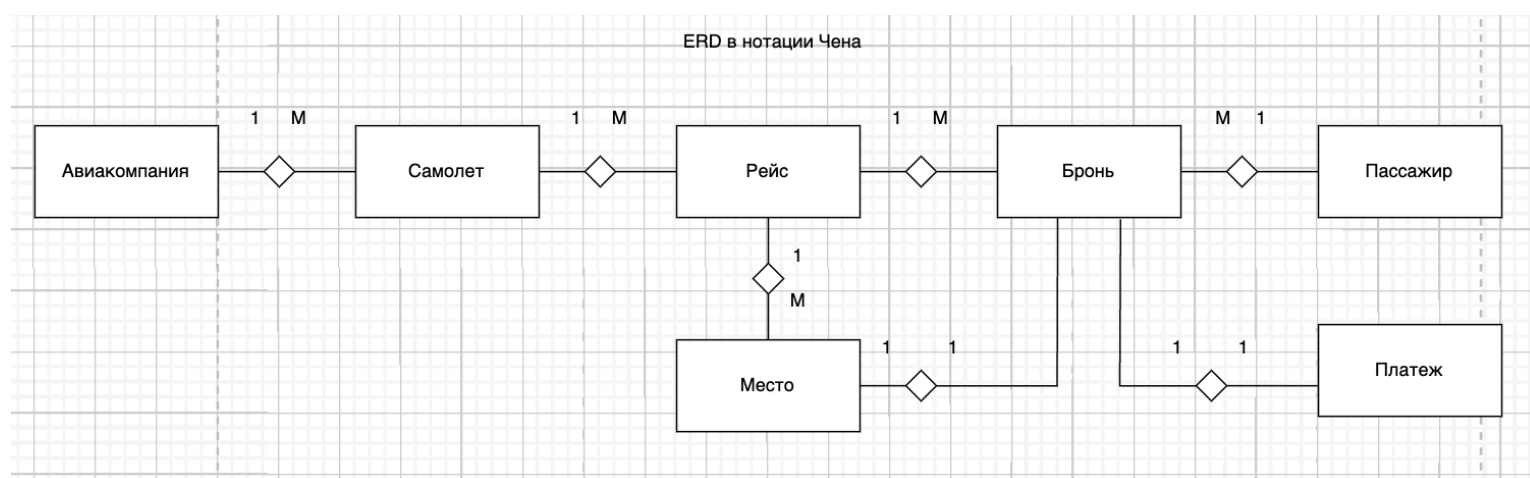 ERD в нотации Чена
1 М
1 М
1 М
М 1
Авиакомпания
Самолет
Рейс
Бронь
Пассажир
1
М
1 1
1 1
Место
Платеж